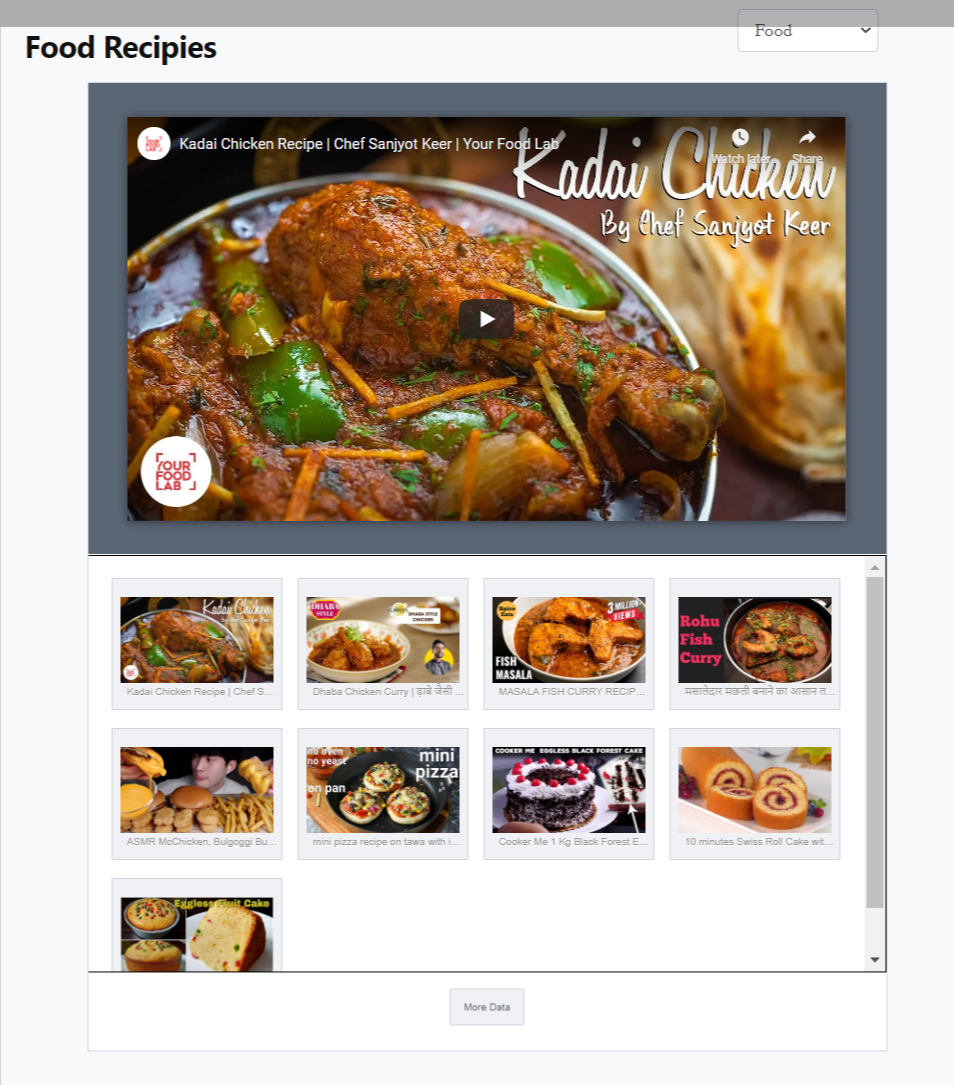 Food
Food Recipies
Kadai Chicken Recipe | Chef Sanjyot Keer | Your Food Lab
Watch later
Share
Kadai Chicken
By Chef Sanjyot Keer
YOUR
FOOD
LAB
Kadai Chicken
By Chef Sanjyot Keer
Kadai Chicken Recipe | Chef S...
DHABA
STYLE
DHABA STYLE
CHICKEN
Dhaba Chicken Curry | ढ़ाबे जैसी ...
Spice
Eats
3 MILLION
VIEWS
FISH
MASALA
MASALA FISH CURRY RECIP...
Rohu
Fish
Curry
मसालेदार मछली बनाने का आसान त...
ASMR McChicken, Bulgoggi Bu...
no oven
no yeast
on pan
mini
pizza
mini pizza recipe on tawa with i...
COOKER ME EGGLESS BLACK FOREST CAKE
Cooker Me 1 Kg Black Forest E...
10 minutes Swiss Roll Cake wit...
Eggless Fruit Cake
More Data